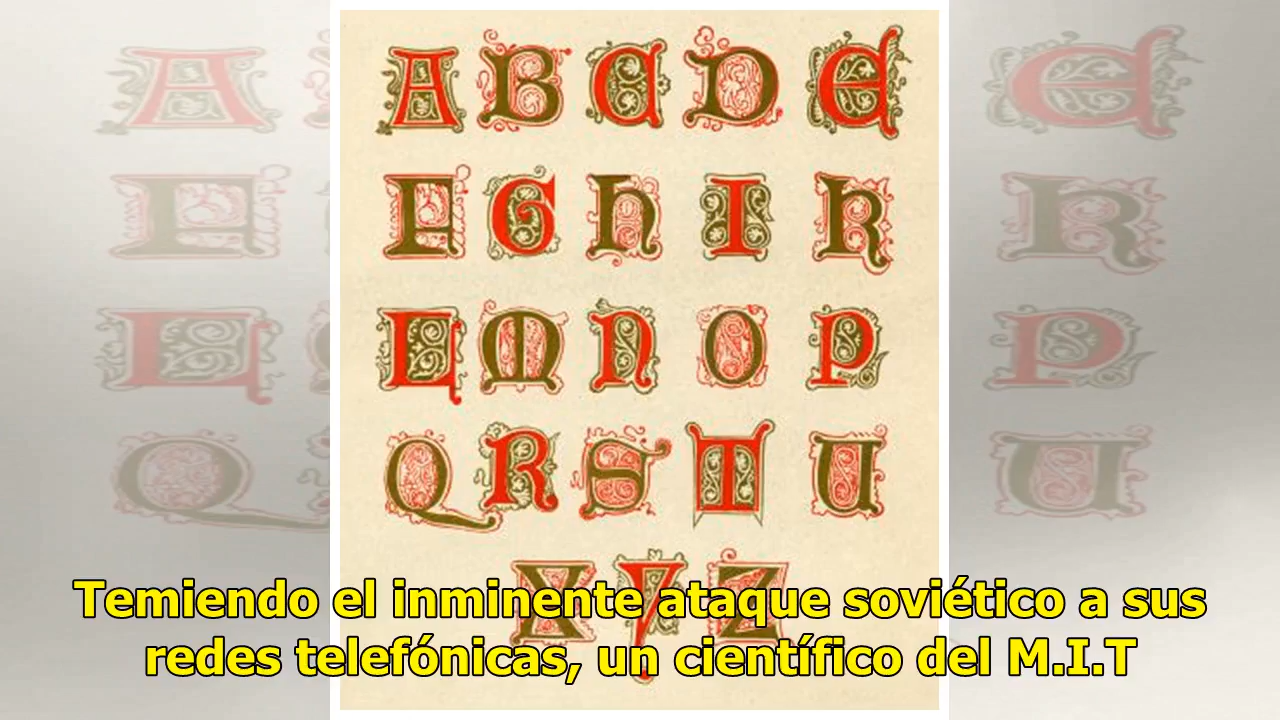 A B C D E
F G H I K
L M N O P
Q R S T U
X Y Z
Temiendo el inminente ataque soviético a sus
redes telefónicas, un científico del M.I.T